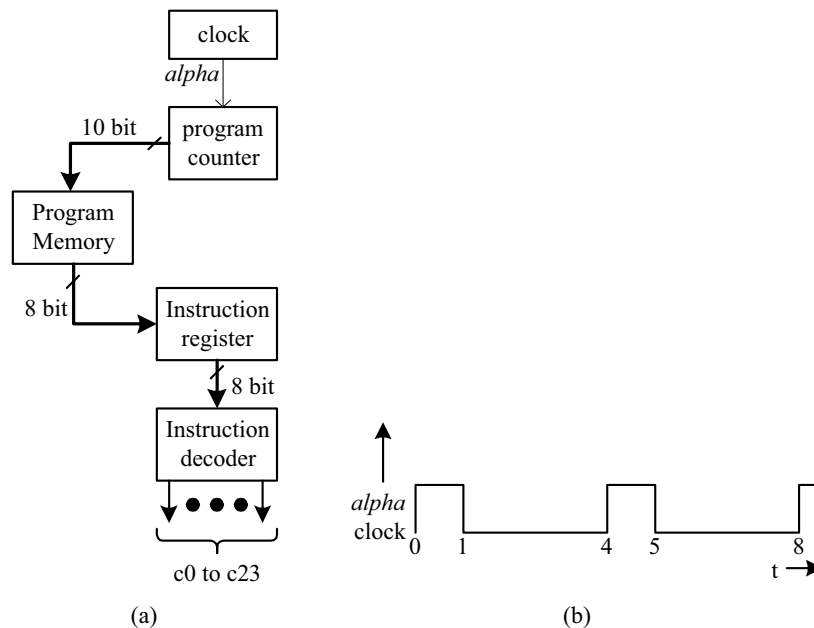 clock
alpha
10 bit
program
counter
Program
Memory
8 bit
Instruction
register
8 bit
Instruction
decoder
c0 to c23
(a)
alpha
clock
0 1 4 5 8
t
(b)